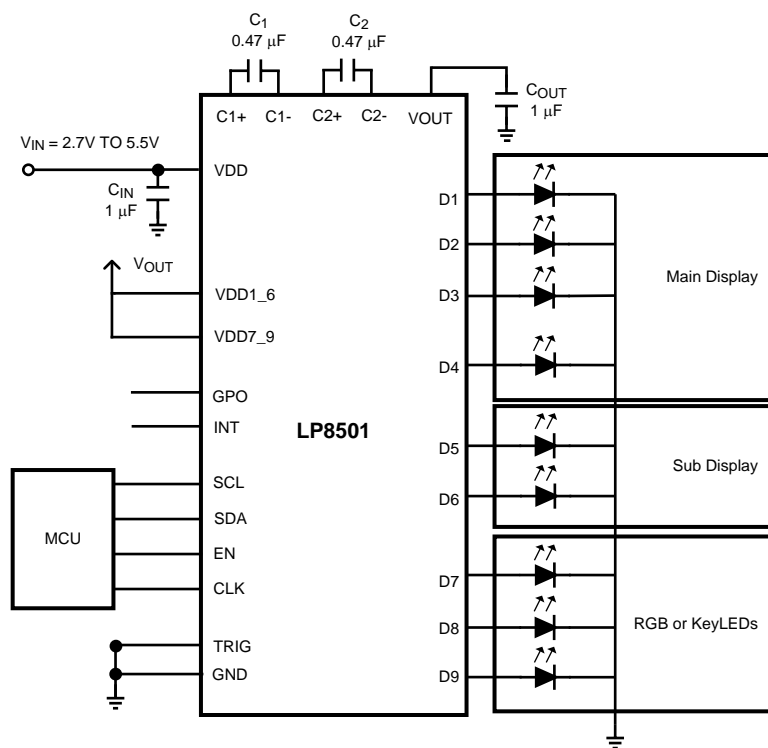 C1
0.47 μF
C2
0.47 μF
COUT
1 μF
C1+ C1- C2+ C2- VOUT
VIN = 2.7V TO 5.5V
VDD
CIN
1 μF
VOUT
VDD1_6
VDD7_9
GPO
INT
LP8501
SCL
SDA
EN
CLK
MCU
TRIG
GND
D1
D2
D3
D4
Main Display
D5
D6
Sub Display
D7
D8
D9
RGB or KeyLEDs